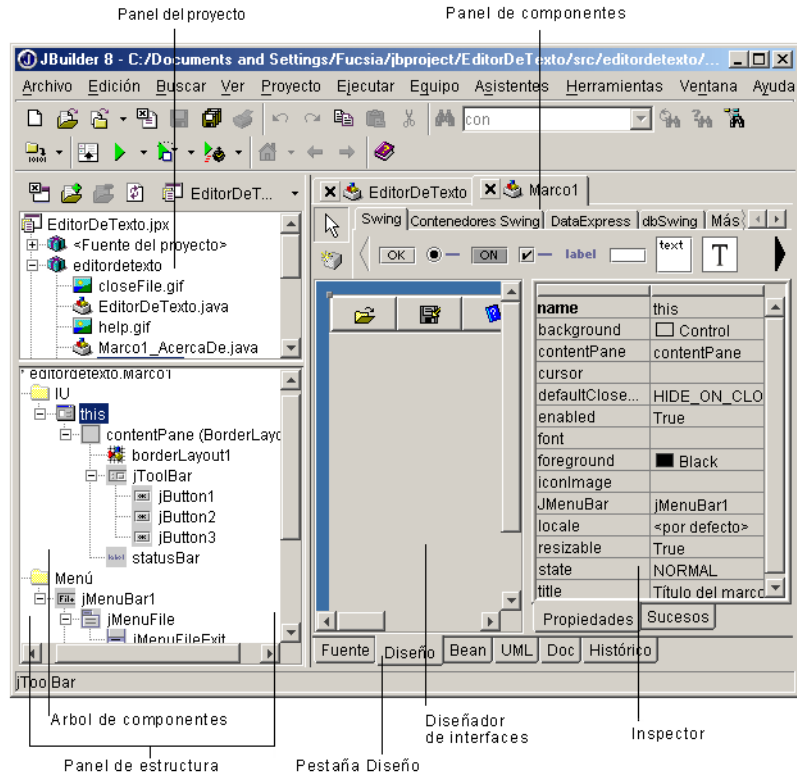 Panel del proyecto
Panel de componentes
JBuilder 8 - C:/Documents and Settings/Fucsia/jbproject/EditorDeTexto/src/editordetexto/...
Archivo Edición Buscar Ver Proyecto Ejecutar Equipo Asistentes Herramientas Ventana Ayuda
con
EditorDeT...
EditorDeTexto.jpx
<Fuente del proyecto>
editordetexto
closeFile.gif
EditorDeTexto.java
help.gif
Marco1_AcercaDe.java
editordetexto.Marco1
IU
this
contentPane (BorderLayc
borderLayout1
jToolBar
jButton1
jButton2
jButton3
label statusBar
Menú
File jMenuBar1
jMenuFile
jMenuFileExit
EditorDeTexto Marco1
Swing Contenedores Swing DataExpress dbSwing Más
OK ON label text T
name this
background Control
contentPane contentPane
cursor
defaultClose... HIDE_ON_CLO
enabled True
font
foreground Black
iconImage
JMenuBar jMenuBar1
locale <por defecto>
resizable True
state NORMAL
title Título del marco
Propiedades Sucesos
Fuente Diseño Bean UML Doc Histórico
jToolBar
Arbol de componentes
Diseñador
de interfaces
Inspector
Panel de estructura
Pestaña Diseño